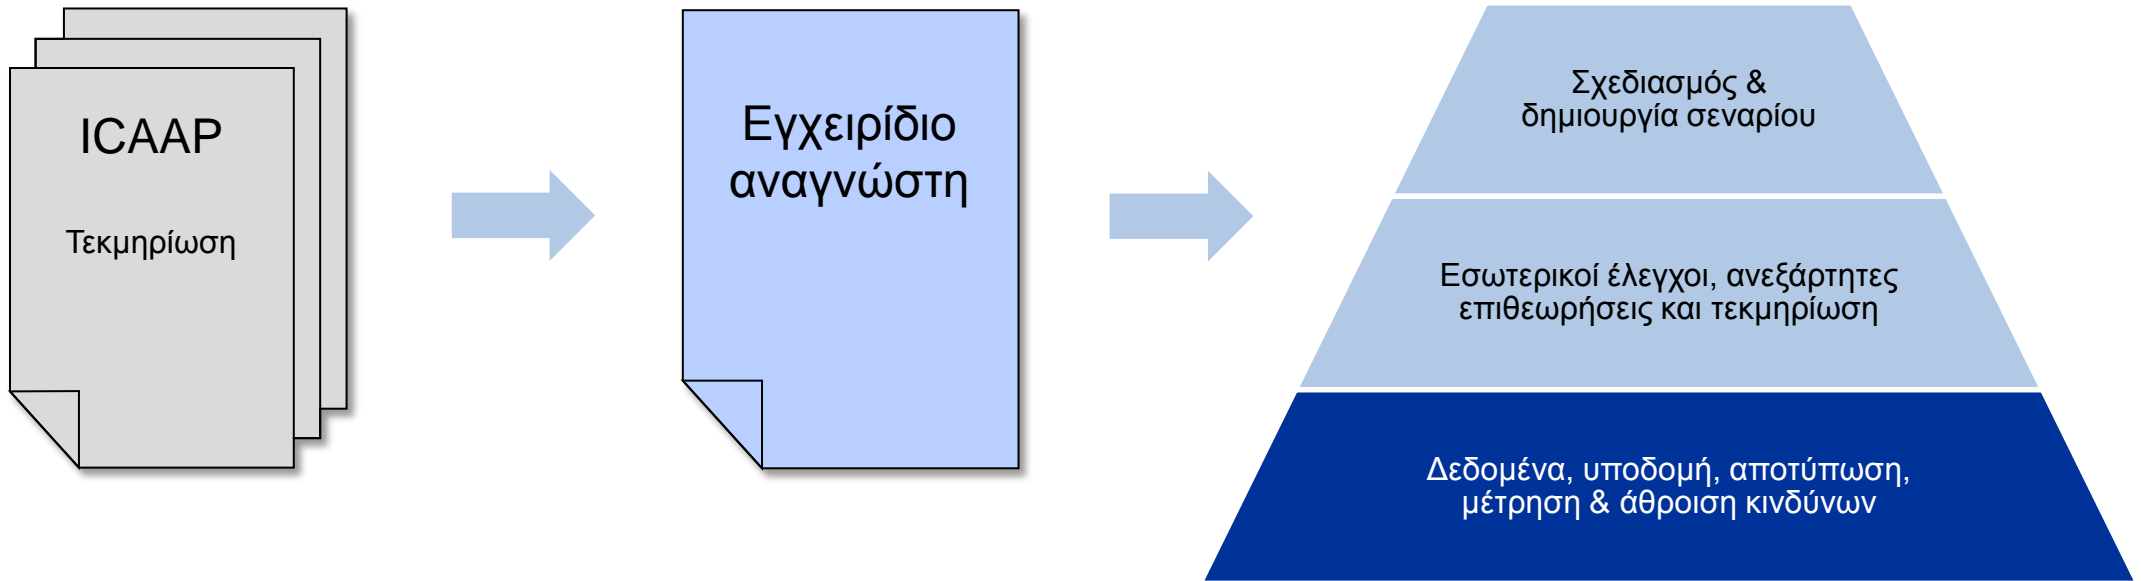 ICAAP
Τεκμηρίωση
Εγχειρίδιο
αναγνώστη
Σχεδιασμός &
δημιουργία σεναρίου
Εσωτερικοί έλεγχοι, ανεξάρτητες
επιθεωρήσεις και τεκμηρίωση
Δεδομένα, υποδομή, αποτύπωση,
μέτρηση & άθροιση κινδύνων